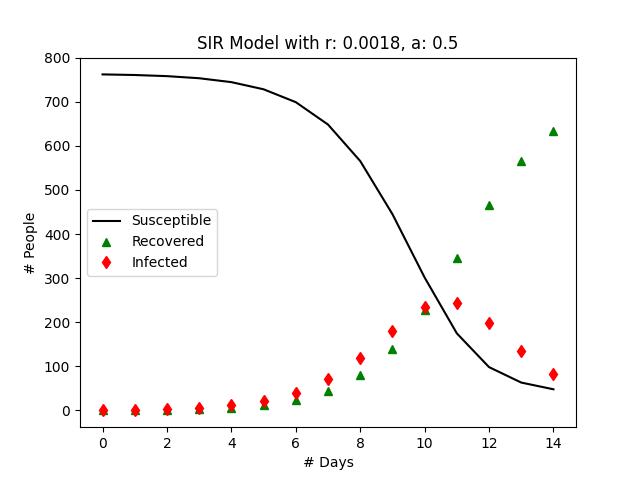 SIR Model with r: 0.0018, a: 0.5
800
700
600
500
400
300
200
100
0
# People
Susceptible
Recovered
Infected
0 2 4 6 8 10 12 14
# Days